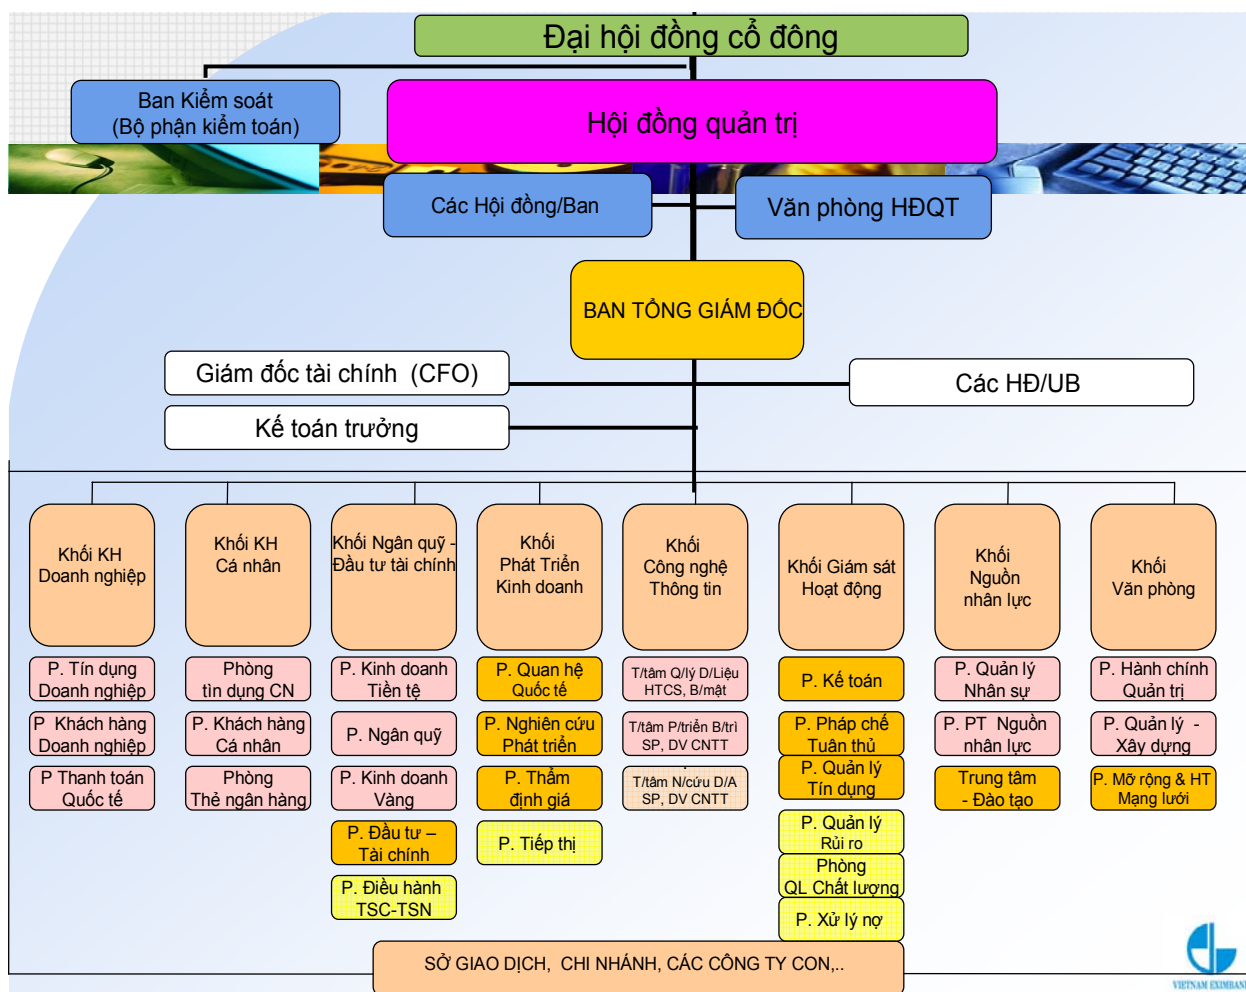 Đại hội đồng cổ đông
Ban Kiểm soát
(Bộ phận kiểm toán)
Hội đồng quản trị
Các Hội đồng/Ban
Văn phòng HĐQT
BAN TỔNG GIÁM ĐỐC
Giám đốc tài chính (CFO)
Các HĐ/UB
Kế toán trưởng
Khối KH
Doanh nghiệp
Khối KH
Cá nhân
Khối Ngân quỹ -
Đầu tư tài chính
Khối
Phát Triển
Kinh doanh
Khối
Công nghệ
Thông tin
Khối Giám sát
Hoạt động
Khối
Nguồn
nhân lực
Khối
Văn phòng
P. Tín dụng
Doanh nghiệp
Phòng
tìn dụng CN
P. Kinh doanh
Tiền tệ
P. Quan hệ
Quốc tế
T/tâm Q/lý D/Liệu
HTCS, B/mật
P. Kế toán
P. Quản lý
Nhân sự
P. Hành chính
Quản trị
P. Khách hàng
Doanh nghiệp
P. Khách hàng
Cá nhân
P. Ngân quỹ
P. Nghiên cứu
Phát triển
T/tâm P/triển B/trì
SP, DV CNTT
P. Pháp chế
Tuân thủ
P. PT Nguồn
nhân lực
P. Quản lý -
Xây dựng
P Thanh toán
Quốc tế
Phòng
Thẻ ngân hàng
P. Kinh doanh
Vàng
P. Thẩm
định giá
T/tâm N/cứu D/A
SP, DV CNTT
P. Quản lý
Tín dụng
Trung tâm
- Đào tạo
P. Mỡ rộng & HT
Mạng lưới
P. Đầu tư –
Tài chính
P. Tiếp thị
P. Quản lý
Rủi ro
P. Điều hành
TSC-TSN
Phòng
QL Chất lượng
P. Xử lý nợ
SỞ GIAO DỊCH, CHI NHÁNH, CÁC CÔNG TY CON,..
VIETNAM EXIMBANK